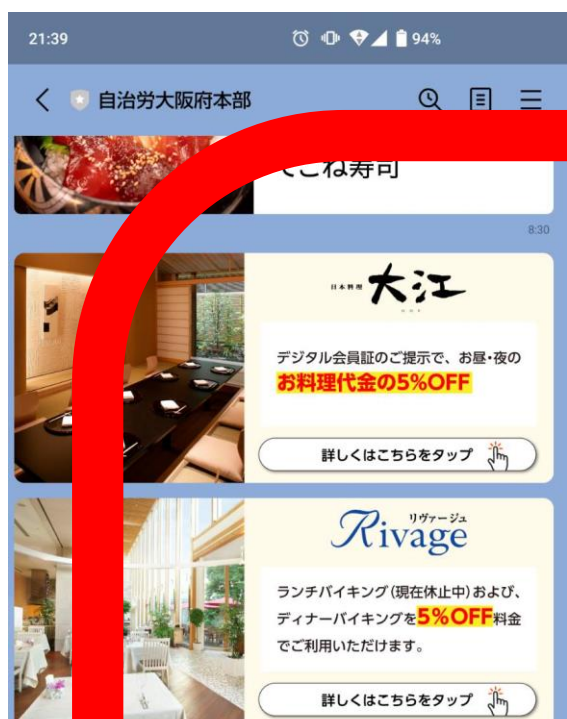 21:39
94%
自治労大阪府本部
てこね寿司
8:30
日本料理 大江
デジタル会員証のご提示で、お昼・夜の
お料理代金の5%OFF
詳しくはこちらをタップ
リヴァージュ
Rivage
ランチバイキング(現在休止中)および、
ディナーバイキングを5%OFF料金
でご利用いただけます。
詳しくはこちらをタップ